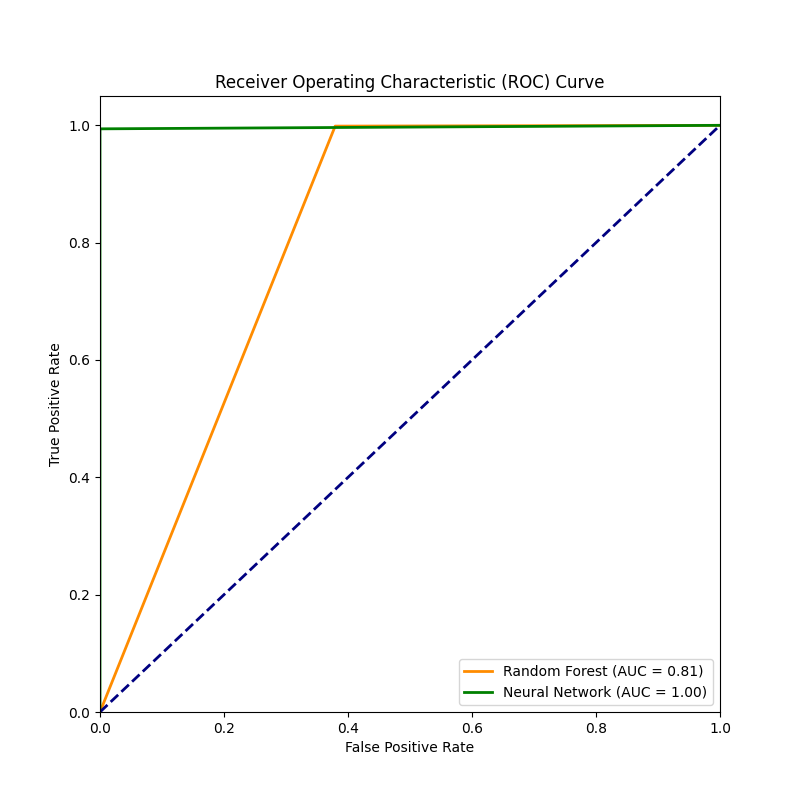 Receiver Operating Characteristic (ROC) Curve
1.0
0.8
0.6
0.4
0.2
0.0
True Positive Rate
0.0 0.2 0.4 0.6 0.8 1.0
False Positive Rate
Random Forest (AUC = 0.81)
Neural Network (AUC = 1.00)